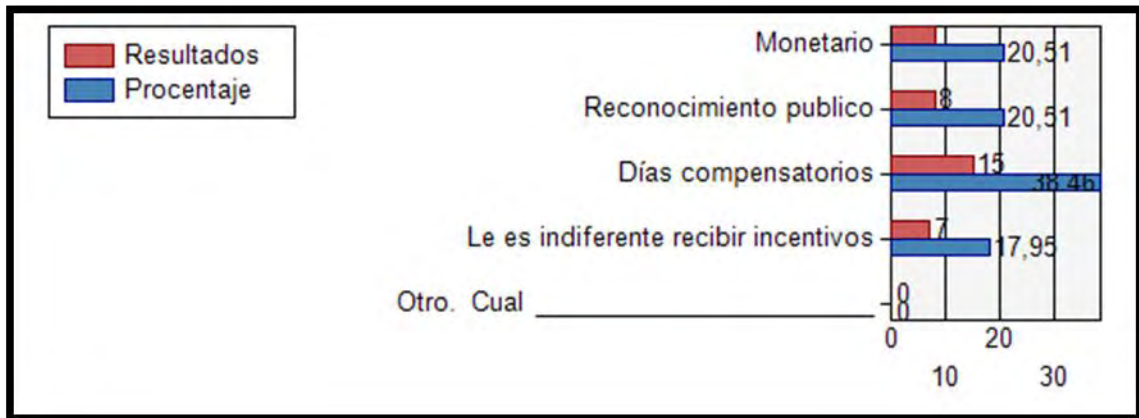 Resultados
Procentaje
Monetario
20,51
Reconocimiento publico
8
20,51
Días compensatorios
15
38,46
Le es indiferente recibir incentivos
7
17,95
Otro. Cual ____________________
0
0
0 20
10 30